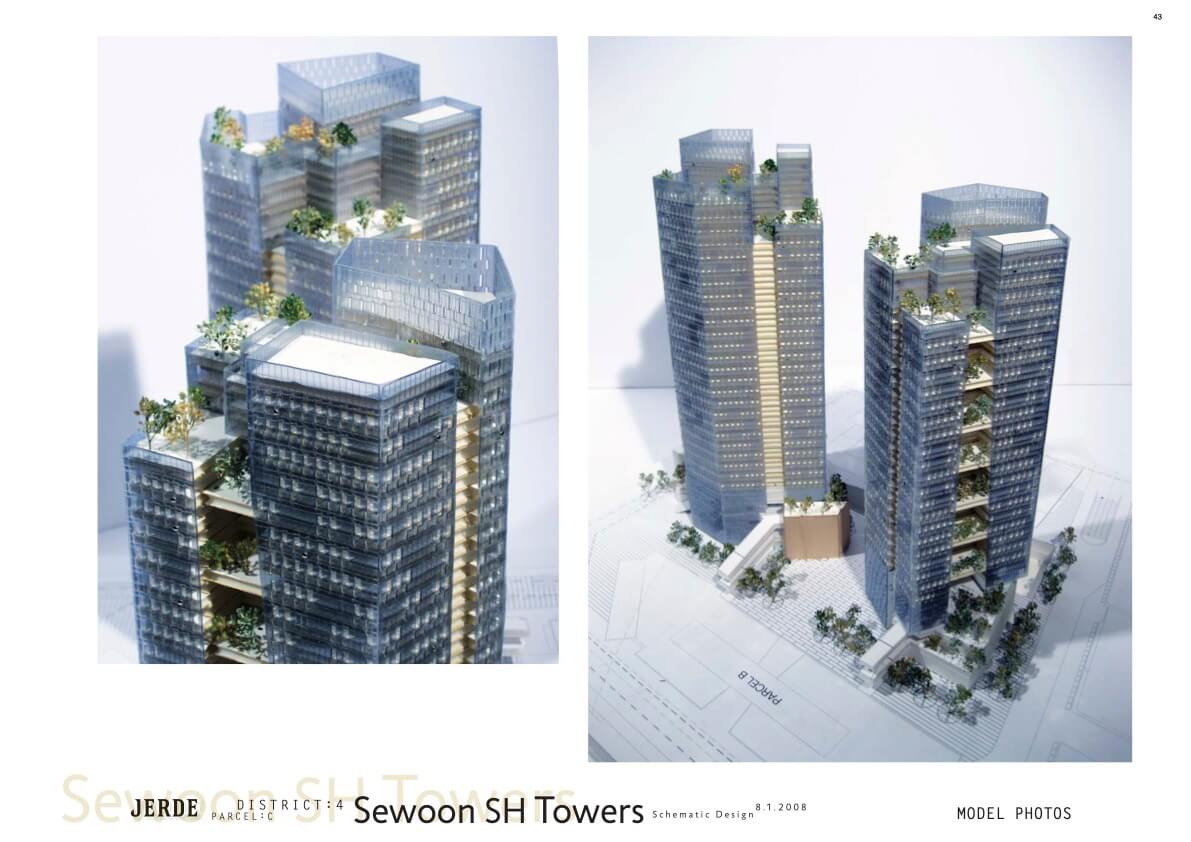 43
PARCEL B
Sewoon SH Towers
JERDE
DISTRICT:4
PARCEL:C
Sewoon SH Towers
Schematic Design
8.1.2008
MODEL PHOTOS